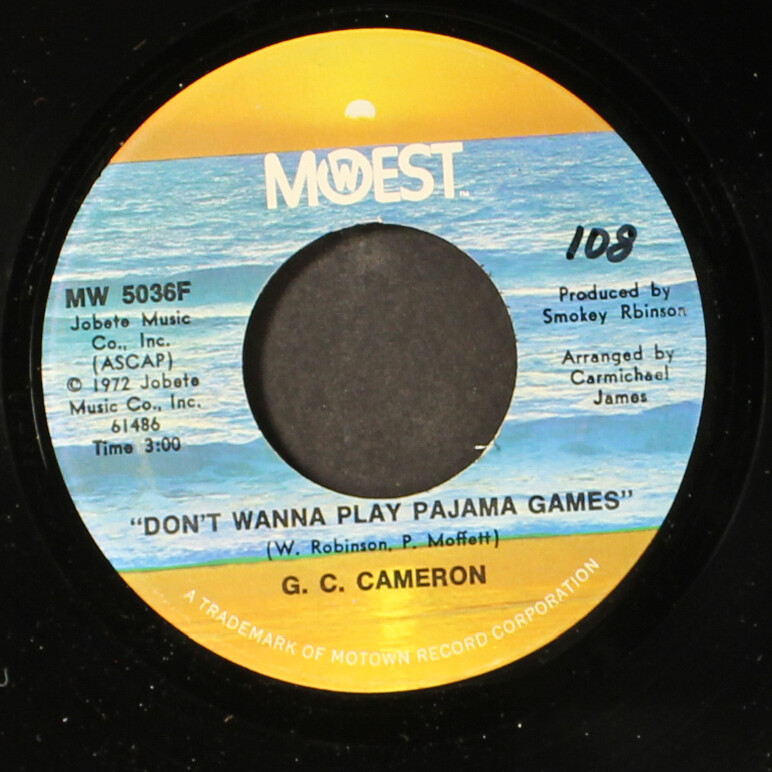 MOWEST™
108
MW 5036F
Jobete Music
Co., Inc.
(ASCAP)
© 1972 Jobete
Music Co., Inc.
61486
Time 3:00
Produced by
Smokey Rbinson
Arranged by
Carmichael
James
"DON'T WANNA PLAY PAJAMA GAMES"
(W. Robinson, P. Moffett)
G. C. CAMERON
A TRADEMARK OF MOTOWN RECORD CORPORATION